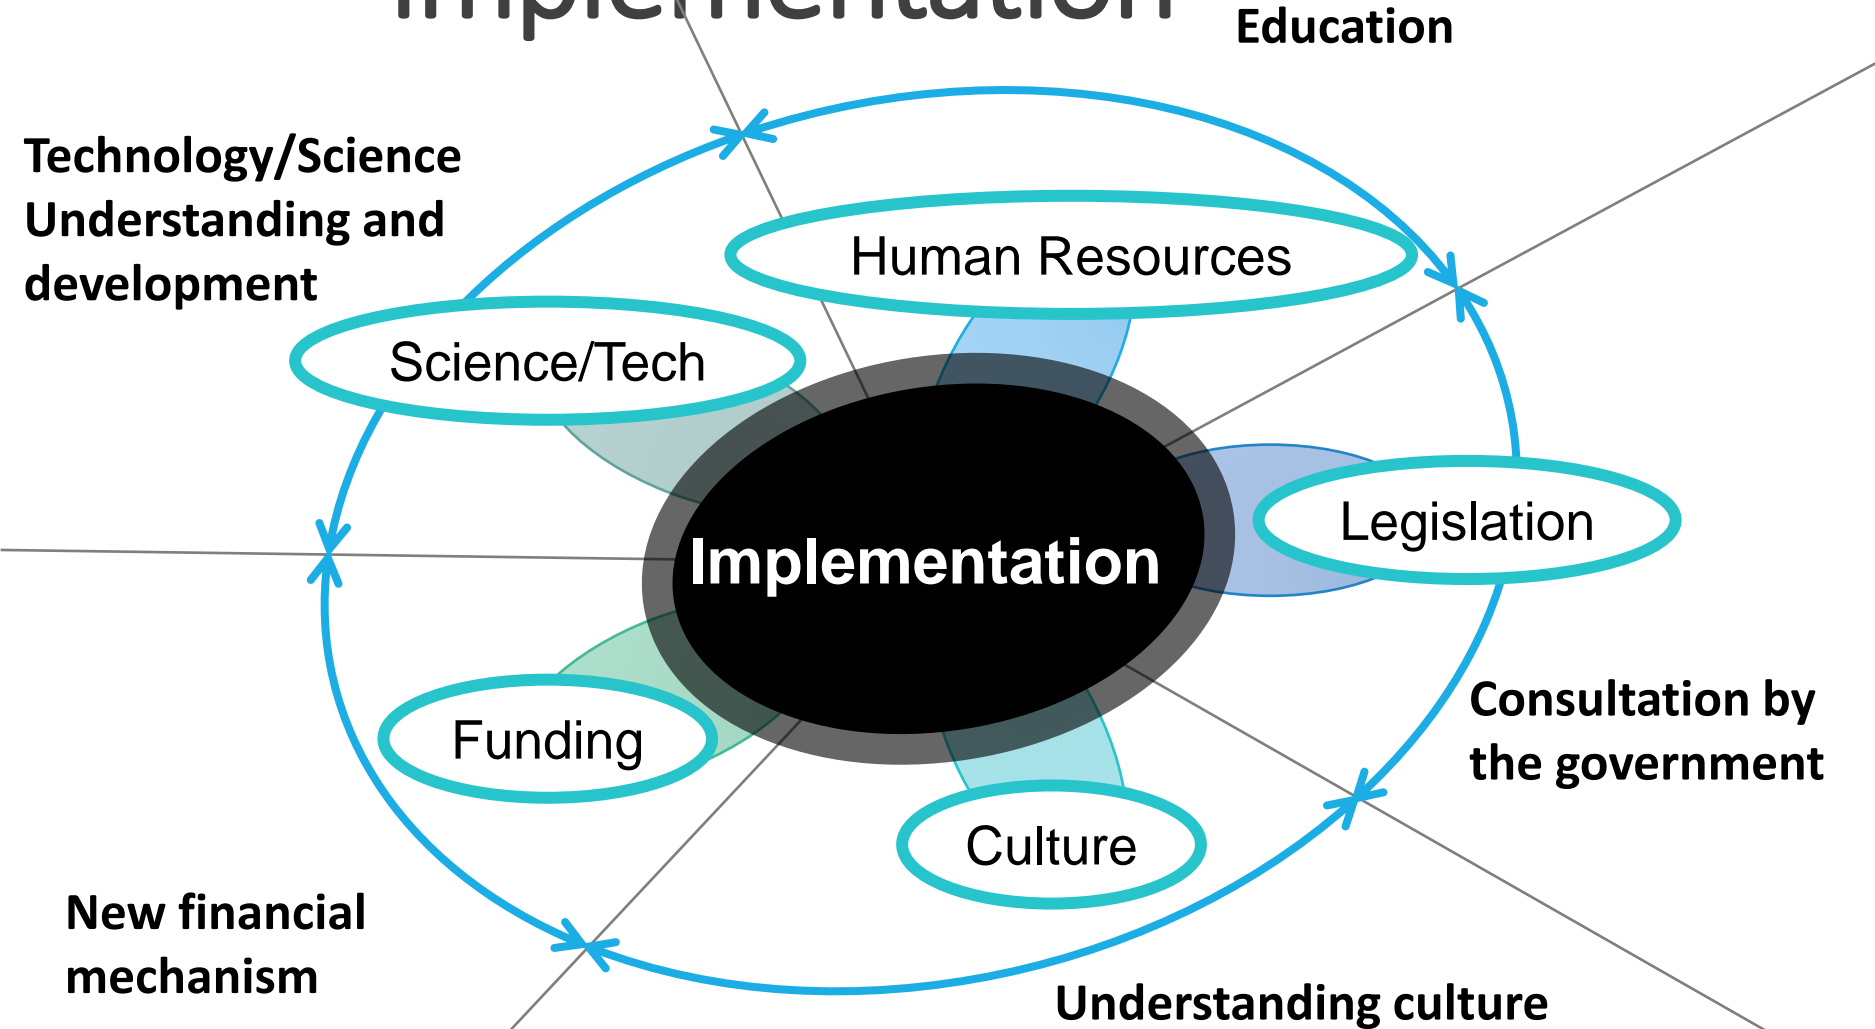 Implementation
Education
Technology/Science
Understanding and
development
Human Resources
Science/Tech
Legislation
Implementation
Consultation by
the government
Funding
Culture
New financial
mechanism
Understanding culture